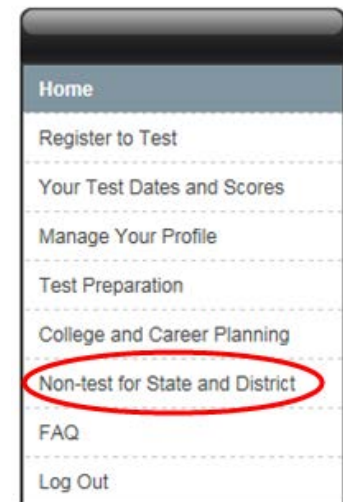 Home
Register to Test
Your Test Dates and Scores
Manage Your Profile
Test Preparation
College and Career Planning
Non-test for State and District
FAQ
Log Out